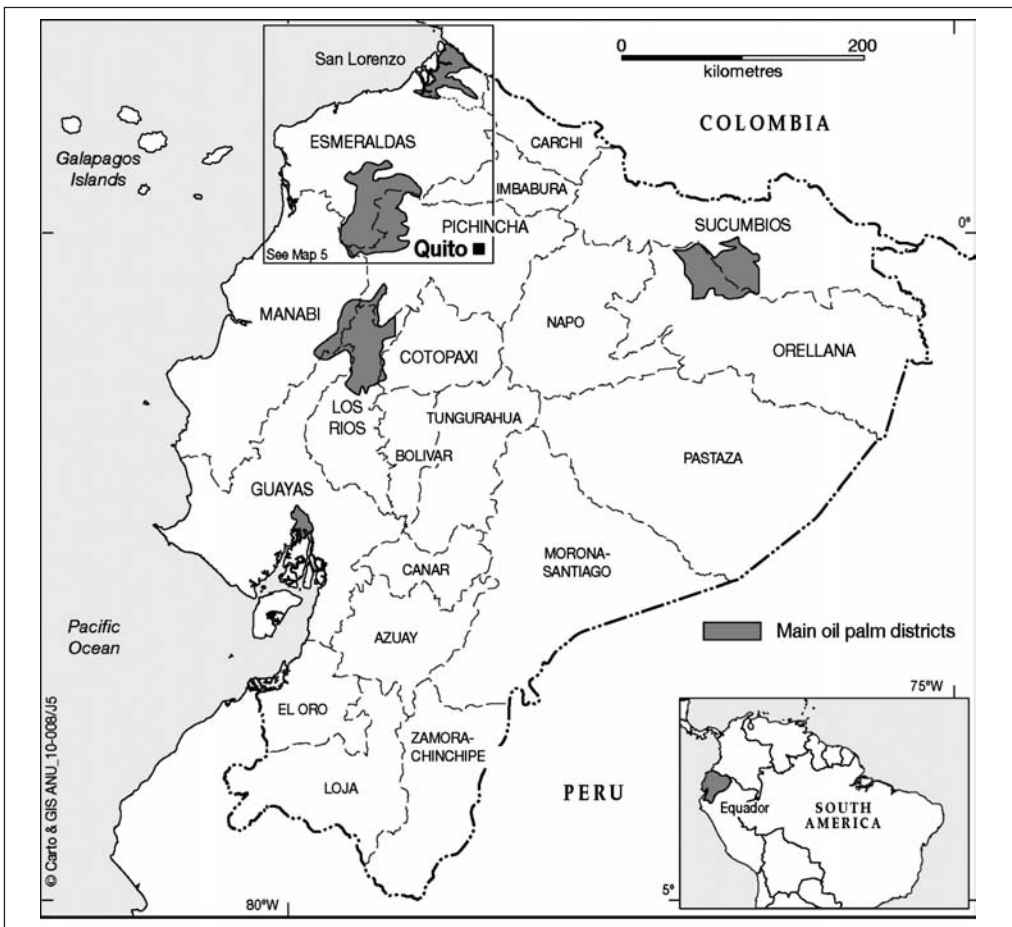 San Lorenzo
0
200
kilometres
COLOMBIA
ESMERALDAS
CARCHI
Galapagos
Islands
IMBABURA
SUCUMBIOS
PICHINCHA
0°
See Map 5
Quito
MANABI
NAPO
COTOPAXI
ORELLANA
LOS
RIOS
TUNGURAHUA
BOLIVAR
PASTAZA
GUAYAS
MORONA-
SANTIAGO
CANAR
Pacific
Ocean
AZUAY
Main oil palm districts
75°W
EL ORO
ZAMORA-
CHINCHIPE
LOJA
PERU
Equador
SOUTH
AMERICA
© Carto & GIS ANU_10-008/J5
80°W
5°